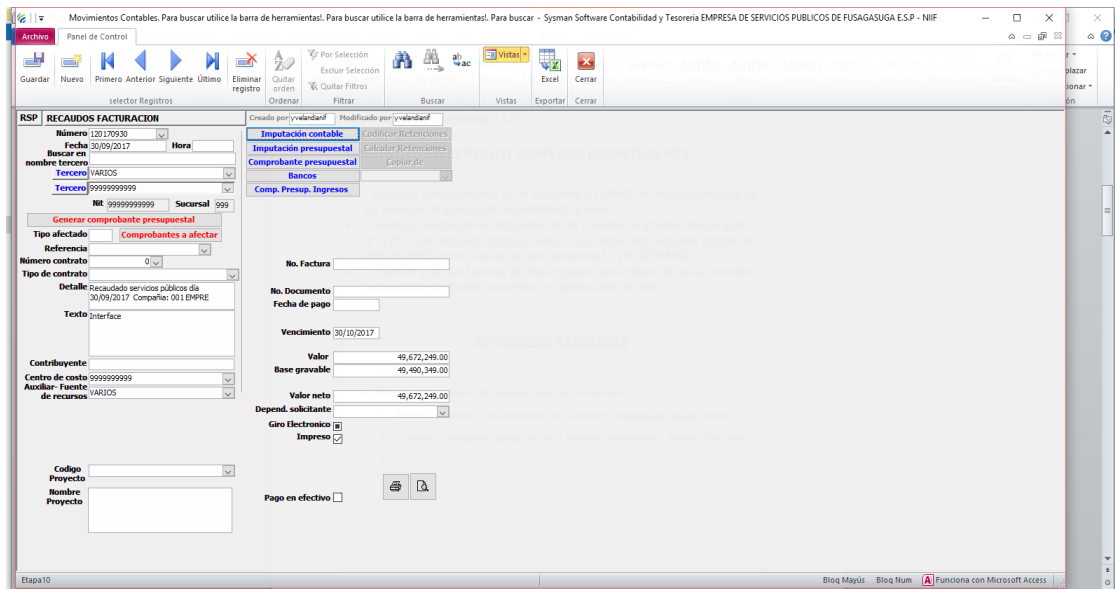 Movimientos Contables. Para buscar utilice la barra de herramientas!. Para buscar utilice la barra de herramientas!. Para buscar - Sysman Software Contabilidad y Tesoreria EMPRESA DE SERVICIOS PUBLICOS DE FUSAGASUGA E.S.P - NIIF
Archivo Panel de Control
Guardar Nuevo Primero Anterior Siguiente Último Eliminar registro Quitar orden Por Selección Excluir Selección Quitar Filtros ab ac Vistas Excel Cerrar
selector Registros Ordenar Filtrar Buscar Vistas Exportar Cerrar
RSP RECAUDOS FACTURACION Creado por yvelandianif Modificado por yvelandianif
Número 120170930 Imputación contable Codificar Retenciones
Fecha 30/09/2017 Hora Imputación presupuestal Calcular Retenciones
Buscar en nombre tercero Comprobante presupuestal Copiar de
Tercero VARIOS Bancos
Tercero 99999999999 Comp. Presup. Ingresos
Nit 99999999999 Sucursal 999
Generar comprobante presupuestal
Tipo afectado Comprobantes a afectar
Referencia
Número contrato 0 No. Factura
Tipo de contrato
Detalle Recaudado servicios públicos día No. Documento
30/09/2017 Compañia: 001 EMPRE Fecha de pago
Texto Interface
Vencimiento 30/10/2017
ACTIVIDADES REALIZADAS
Valor 49,672,249.00
Contribuyente Base gravable 49,490,349.00
Centro de costo 9999999999
Auxiliar- Fuente de recursos VARIOS Valor neto 49,672,249.00
Depend. solicitante
Giro Electronico
Impreso
Codigo Proyecto
Nombre Proyecto Pago en efectivo
Etapa10 Bloq Mayús Bloq Num A Funciona con Microsoft Access